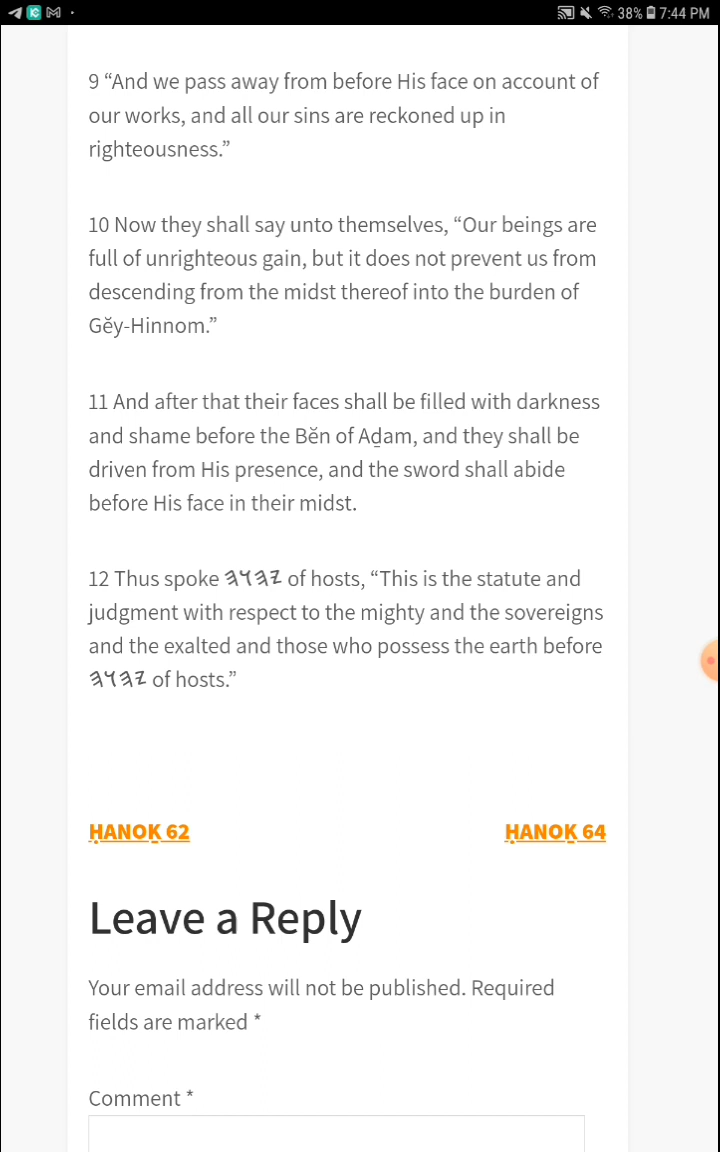 38% 7:44 PM
9 “And we pass away from before His face on account of
our works, and all our sins are reckoned up in
righteousness.”
10 Now they shall say unto themselves, “Our beings are
full of unrighteous gain, but it does not prevent us from
descending from the midst thereof into the burden of
Gĕy-Hinnom.”
11 And after that their faces shall be filled with darkness
and shame before the Bĕn of Aḏam, and they shall be
driven from His presence, and the sword shall abide
before His face in their midst.
12 Thus spoke 𐤉𐤄𐤅𐤄 of hosts, “This is the statute and
judgment with respect to the mighty and the sovereigns
and the exalted and those who possess the earth before
𐤉𐤄𐤅𐤄 of hosts.”
ḤANOḴ 62 ḤANOḴ 64
Leave a Reply
Your email address will not be published. Required
fields are marked *
Comment *